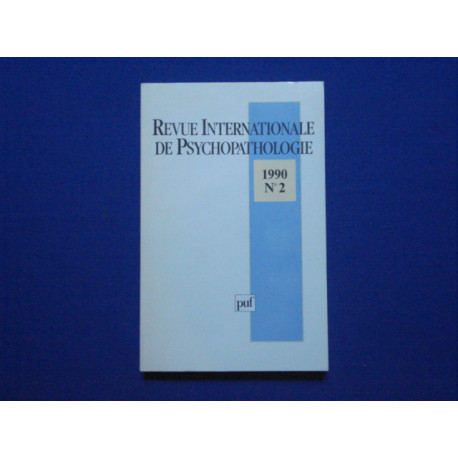 REVUE INTERNATIONALE
DE PSYCHOPATHOLOGIE
1990
N° 2
puf